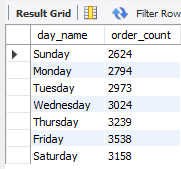 Result Grid Filter Row
day_name order_count
Sunday 2624
Monday 2794
Tuesday 2973
Wednesday 3024
Thursday 3239
Friday 3538
Saturday 3158